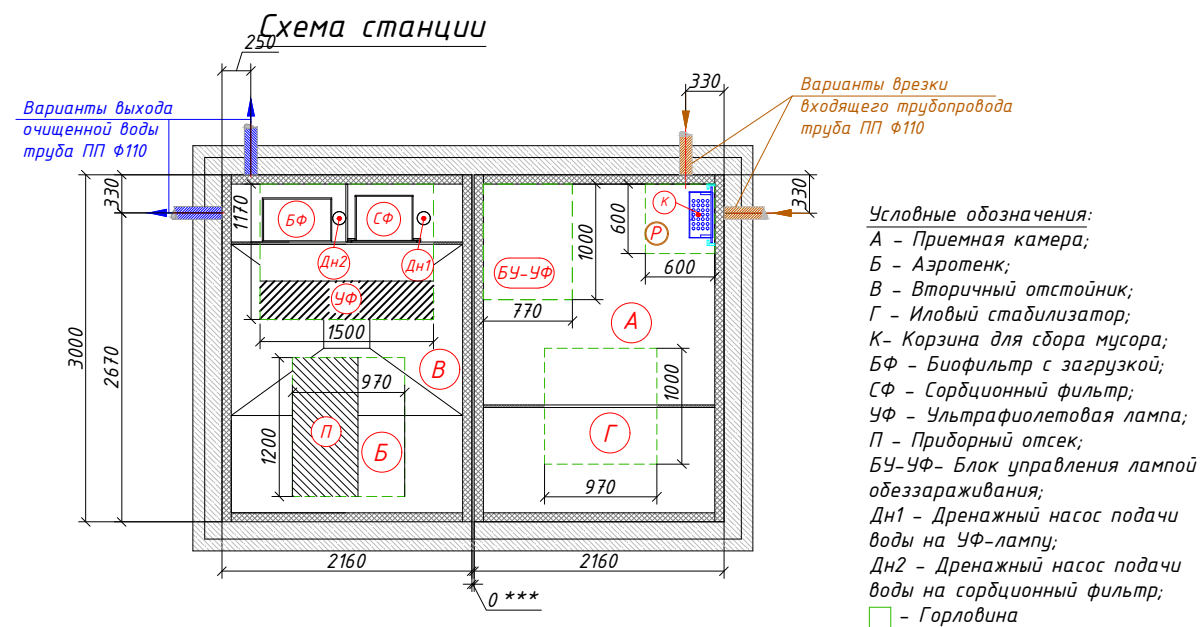 Схема станции
250
330
Варианты выхода
очищенной воды
труба ПП Ф110
Варианты врезки
входящего трубопровода
труба ПП Ф110
330
330
1170
БФ
СФ
Дн2
Дн1
УФ
1500
В
970
1200
П
Б
3000
2670
1000
БУ-УФ
770
600
К
Р
600
А
1000
Г
970
2160
2160
0 ***
Условные обозначения:
А - Приемная камера;
Б - Аэротенк;
В - Вторичный отстойник;
Г - Иловый стабилизатор;
К- Корзина для сбора мусора;
БФ - Биофильтр с загрузкой;
СФ - Сорбционный фильтр;
УФ - Ультрафиолетовая лампа;
П - Приборный отсек;
БУ-УФ- Блок управления лампой
обеззараживания;
Дн1 - Дренажный насос подачи
воды на УФ-лампу;
Дн2 - Дренажный насос подачи
воды на сорбционный фильтр;
- Горловина